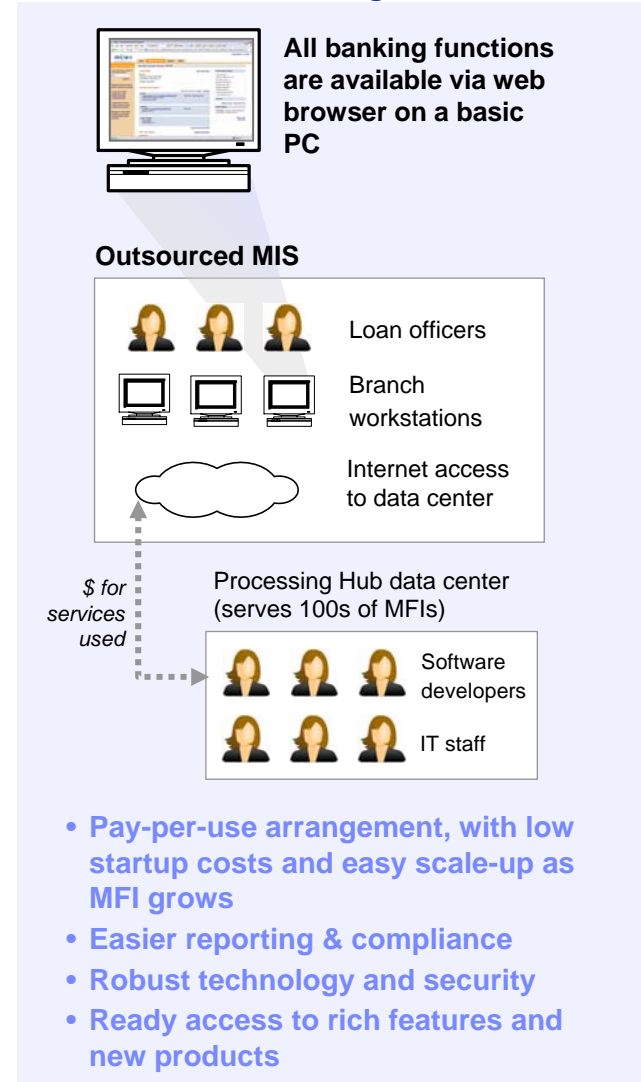 All banking functions
are available via web
browser on a basic
PC
Outsourced MIS
Loan officers
Branch
workstations
Internet access
to data center
$ for
services
used
Processing Hub data center
(serves 100s of MFIs)
Software
developers
IT staff
• Pay-per-use arrangement, with low
startup costs and easy scale-up as
MFI grows
• Easier reporting & compliance
• Robust technology and security
• Ready access to rich features and
new products